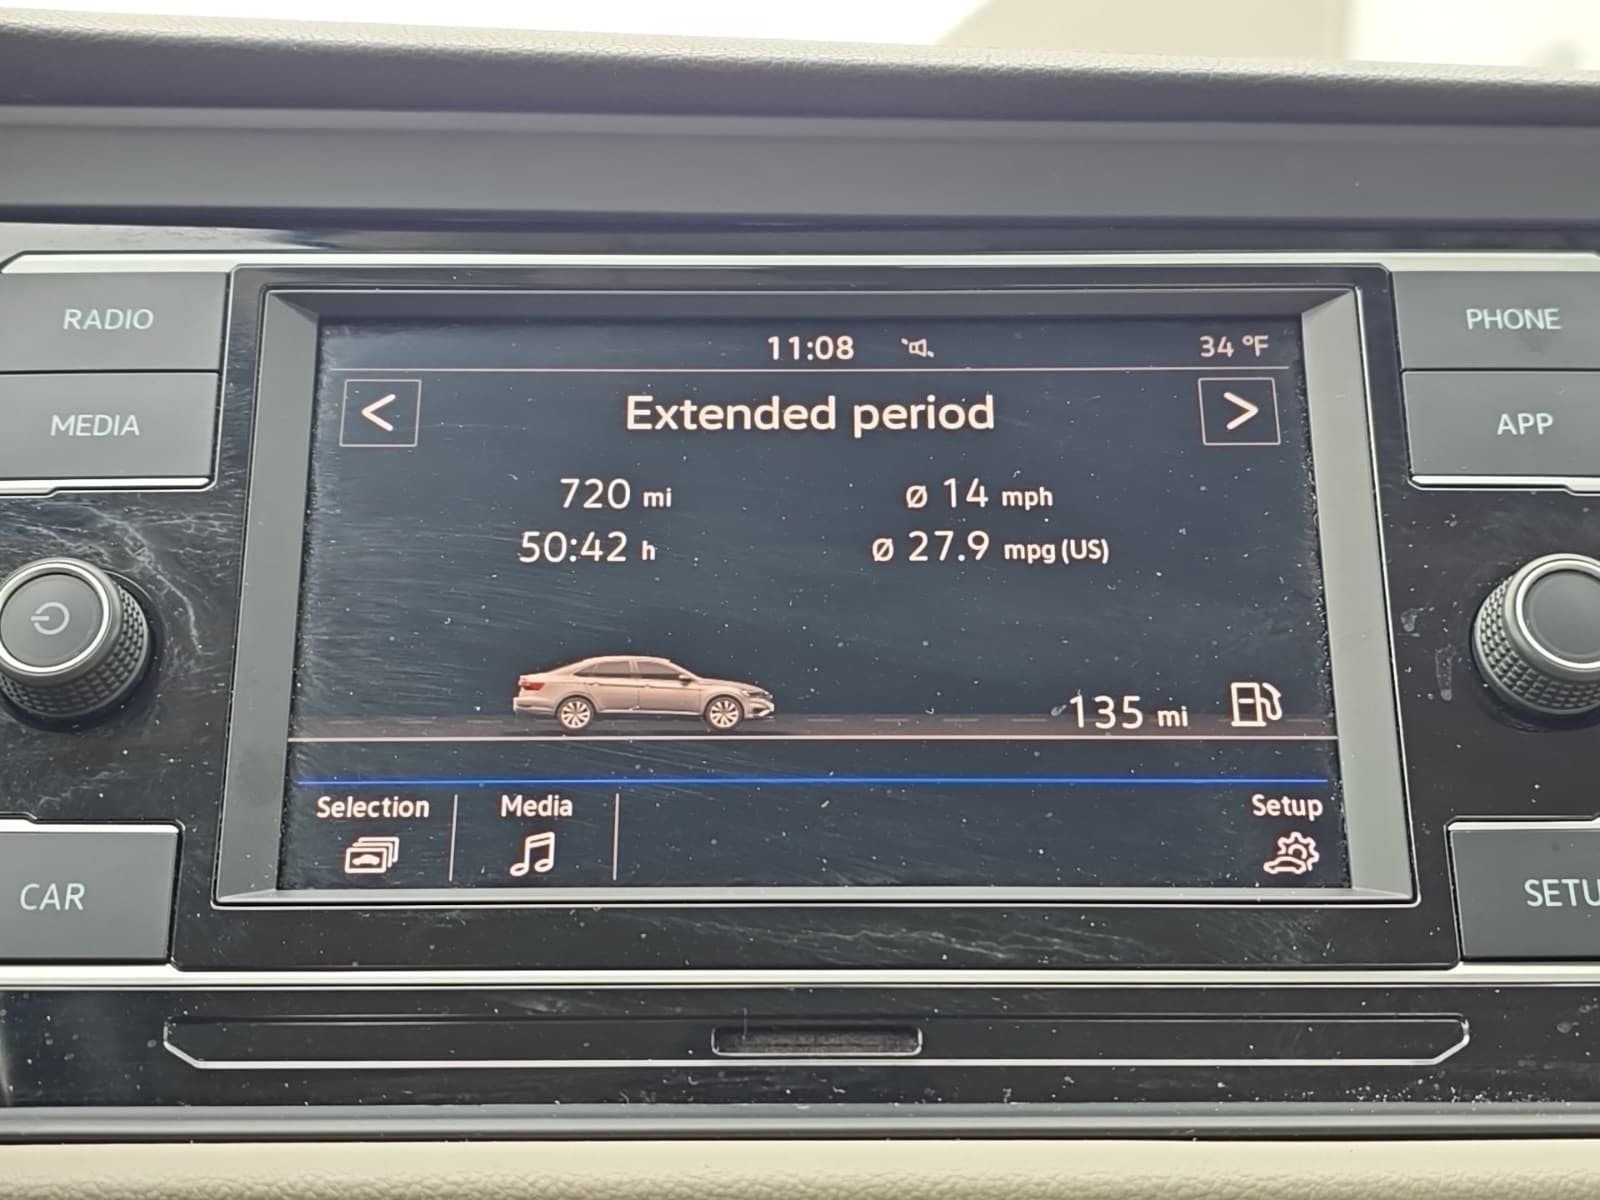 RADIO
MEDIA
CAR
11:08
34 °F
<
Extended period
>
720 mi
Ø 14 mph
50:42 h
Ø 27.9 mpg (US)
135 mi
Selection
Media
Setup
PHONE
APP
SETU